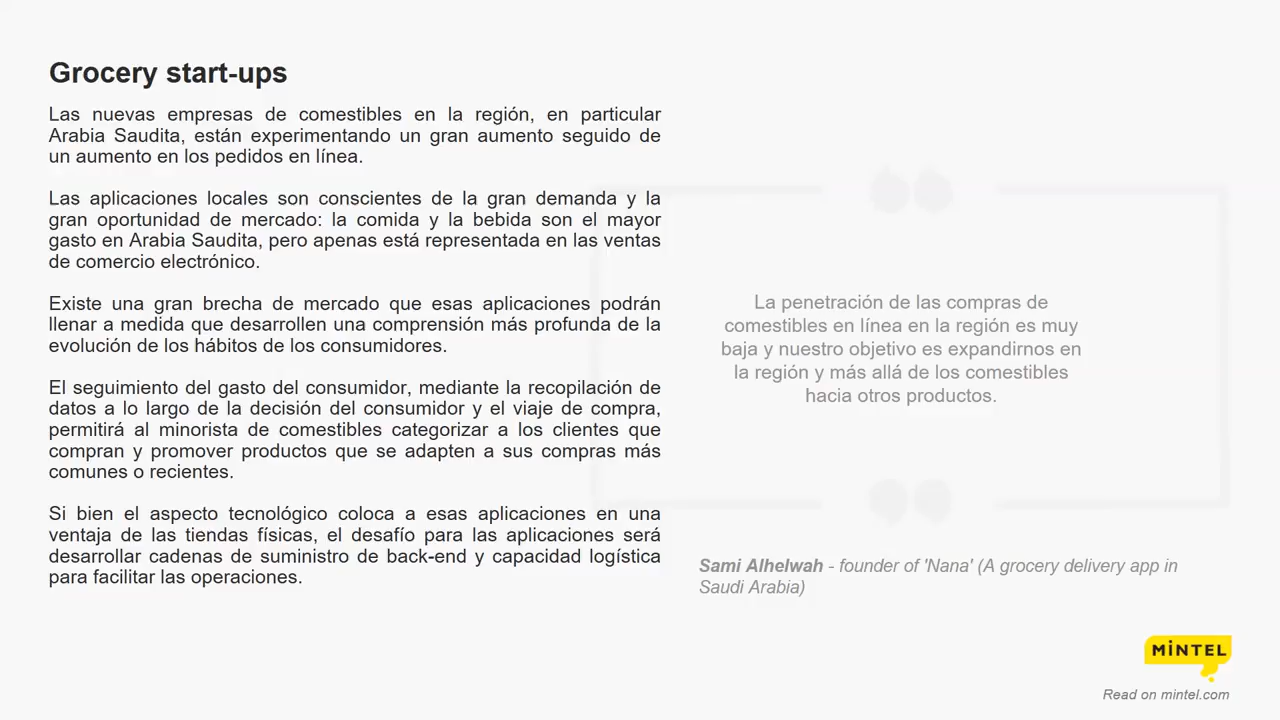 Grocery start-ups
Las nuevas empresas de comestibles en la región, en particular
Arabia Saudita, están experimentando un gran aumento seguido de
un aumento en los pedidos en línea.
Las aplicaciones locales son conscientes de la gran demanda y la
gran oportunidad de mercado: la comida y la bebida son el mayor
gasto en Arabia Saudita, pero apenas está representada en las ventas
de comercio electrónico.
Existe una gran brecha de mercado que esas aplicaciones podrán
llenar a medida que desarrollen una comprensión más profunda de la
evolución de los hábitos de los consumidores.
El seguimiento del gasto del consumidor, mediante la recopilación de
datos a lo largo de la decisión del consumidor y el viaje de compra,
permitirá al minorista de comestibles categorizar a los clientes que
compran y promover productos que se adapten a sus compras más
comunes o recientes.
Si bien el aspecto tecnológico coloca a esas aplicaciones en una
ventaja de las tiendas físicas, el desafío para las aplicaciones será
desarrollar cadenas de suministro de back-end y capacidad logística
para facilitar las operaciones.
La penetración de las compras de
comestibles en línea en la región es muy
baja y nuestro objetivo es expandirnos en
la región y más allá de los comestibles
hacia otros productos.
Sami Alhelwah - founder of 'Nana' (A grocery delivery app in
Saudi Arabia)
MiNTEL
Read on mintel.com